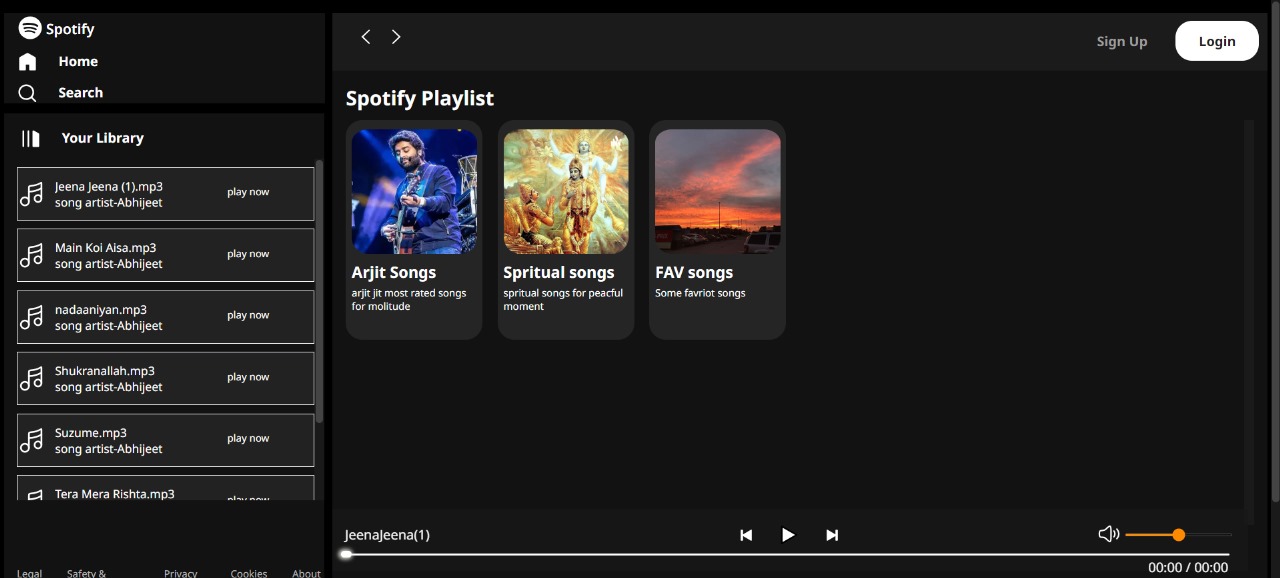 Spotify
Home
Search
Your Library
Jeena Jeena (1).mp3
song artist-Abhijeet
play now
Main Koi Aisa.mp3
song artist-Abhijeet
play now
nadaaniyan.mp3
song artist-Abhijeet
play now
Shukranallah.mp3
song artist-Abhijeet
play now
Suzume.mp3
song artist-Abhijeet
play now
Tera Mera Rishta.mp3
play now
Legal Safety & Privacy Cookies About
Sign Up Login
Spotify Playlist
Arjit Songs
arjit jit most rated songs
for molitude
Spritual songs
spritual songs for peacful
moment
FAV songs
Some favriot songs
JeenaJeena(1)
00:00 / 00:00